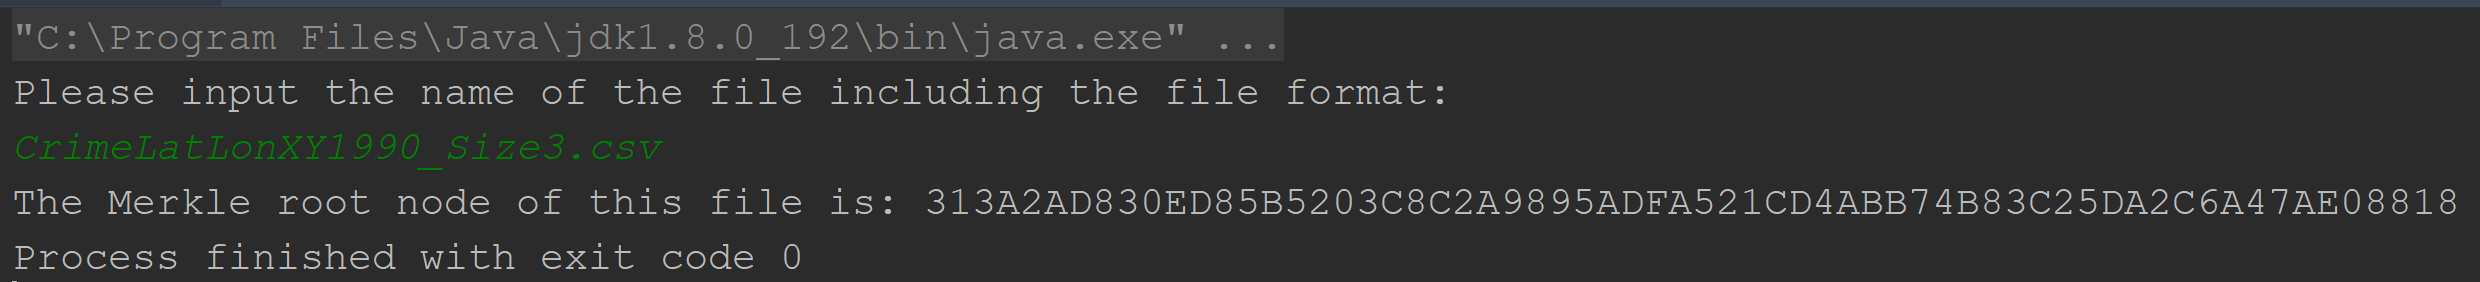 "C:\Program Files\Java\jdk1.8.0_192\bin\java.exe" ...
Please input the name of the file including the file format:
CrimeLatLonXY1990_Size3.csv
The Merkle root node of this file is: 313A2AD830ED85B5203C8C2A9895ADFA521CD4ABB74B83C25DA2C6A47AE08818
Process finished with exit code 0